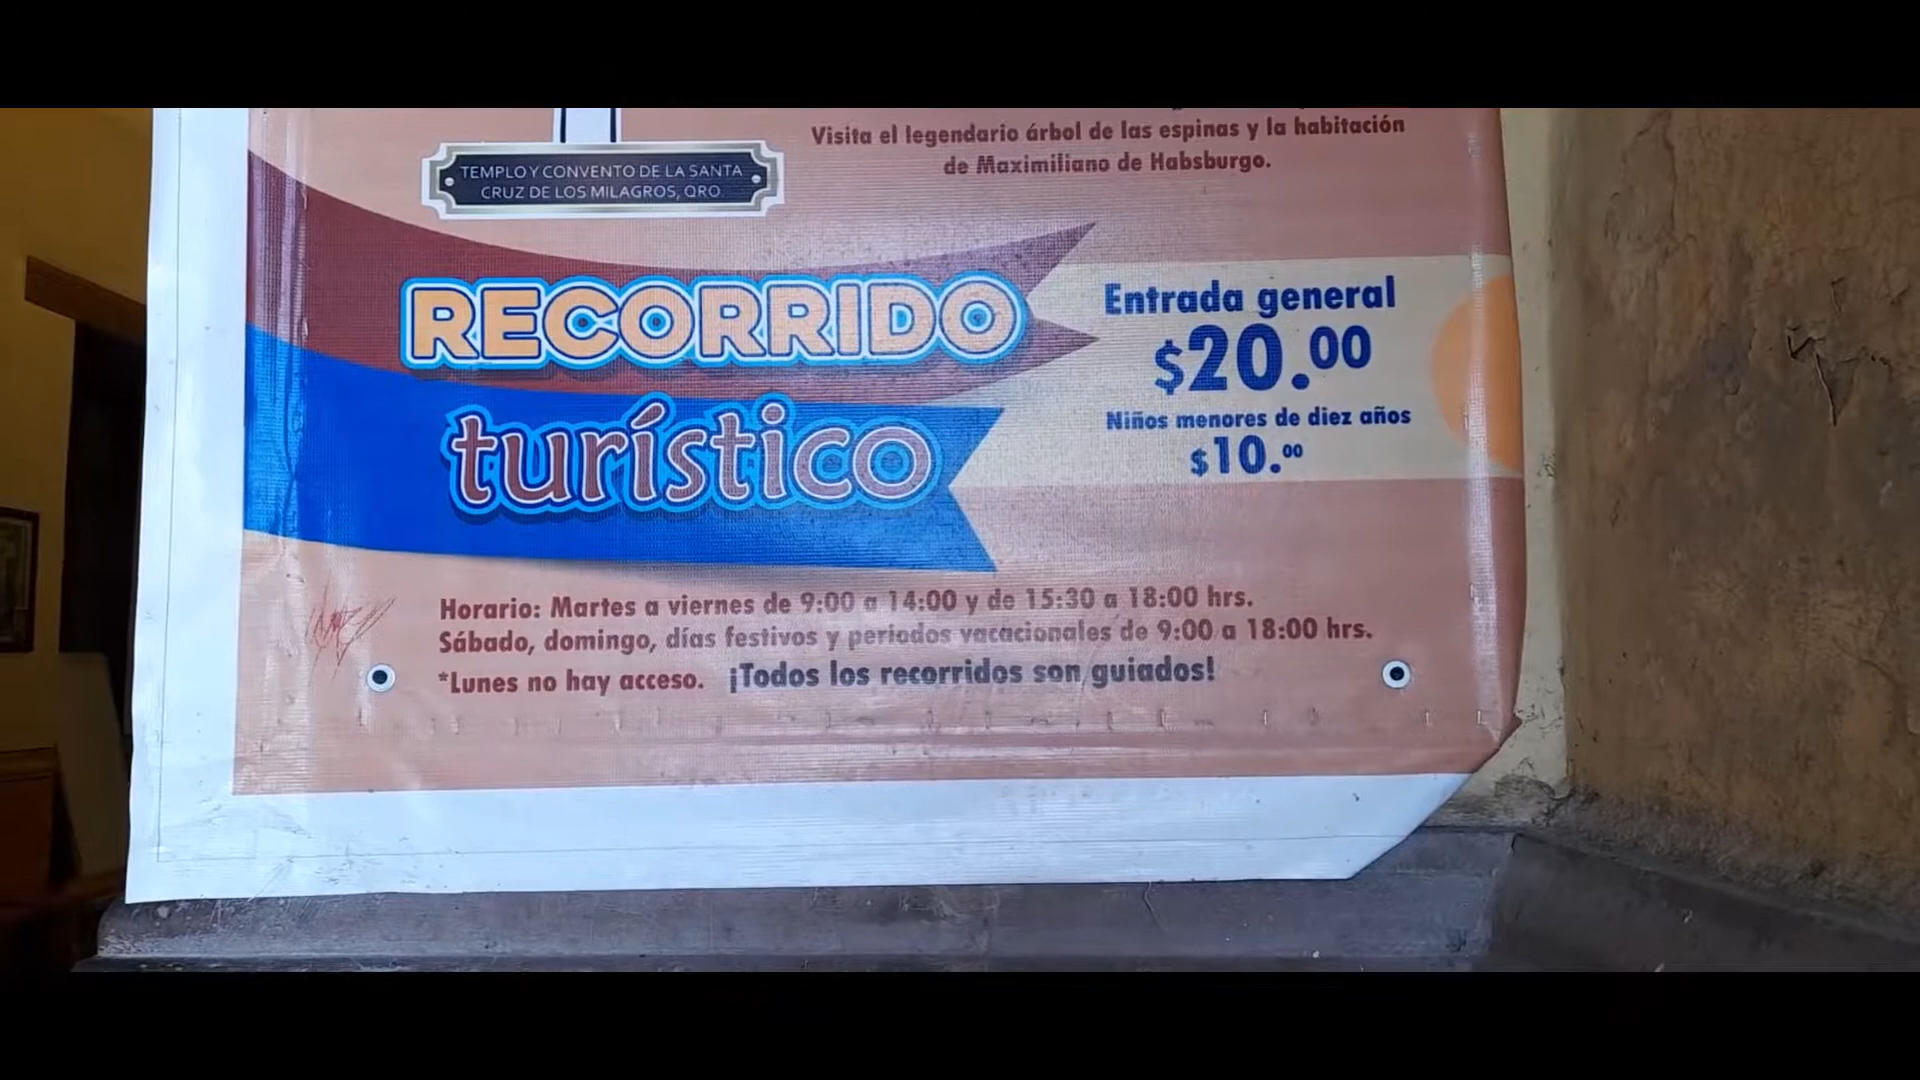 Visita el legendario árbol de las espinas y la habitación
de Maximiliano de Habsburgo.
TEMPLO Y CONVENTO DE LA SANTA
CRUZ DE LOS MILAGROS, QRO.
RECORRIDO
turístico
Entrada general
$20.00
Niños menores de diez años
$10.00
Horario: Martes a viernes de 9:00 a 14:00 y de 15:30 a 18:00 hrs.
Sábado, domingo, días festivos y periodos vacacionales de 9:00 a 18:00 hrs.
*Lunes no hay acceso. ¡Todos los recorridos son guiados!